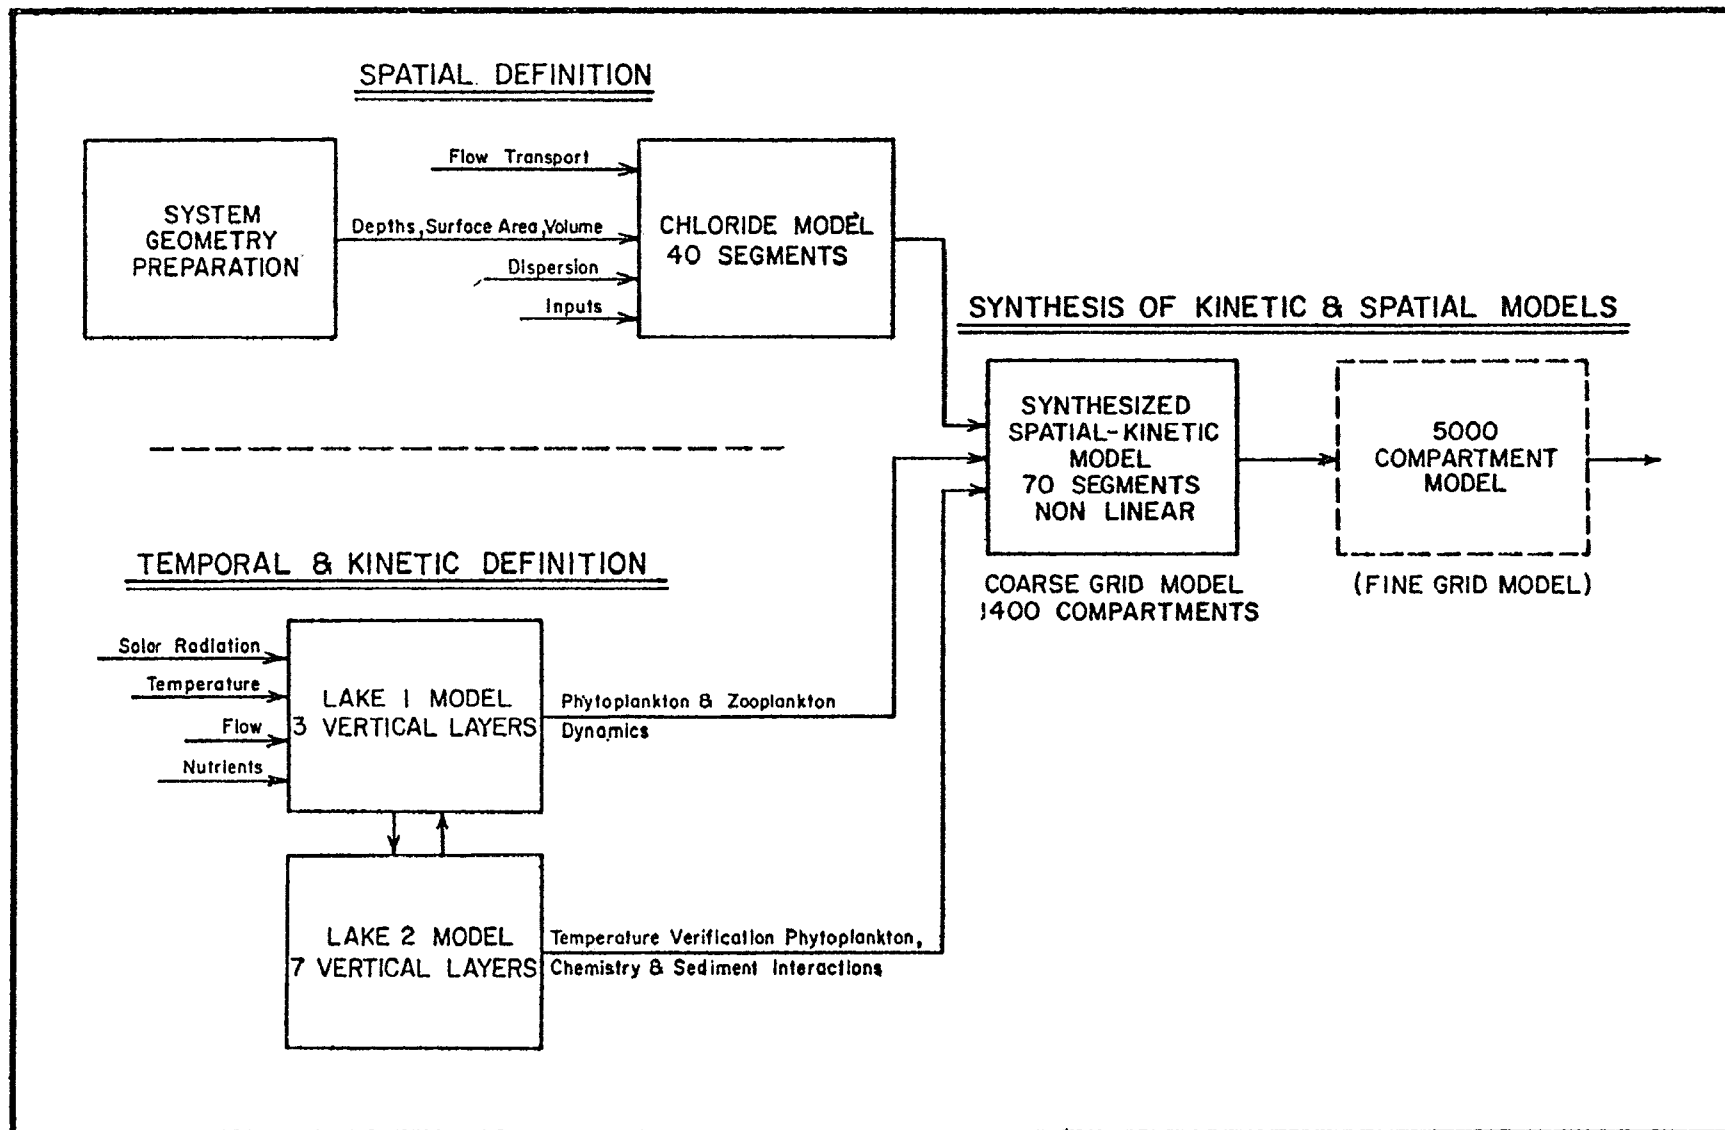 SPATIAL DEFINITION
SYSTEM
GEOMETRY
PREPARATION
Flow Transport
Depths, Surface Area, Volume
Dispersion
Inputs
CHLORIDE MODEL
40 SEGMENTS
SYNTHESIS OF KINETIC & SPATIAL MODELS
SYNTHESIZED
SPATIAL-KINETIC
MODEL
70 SEGMENTS
NON LINEAR
COARSE GRID MODEL
1400 COMPARTMENTS
5000
COMPARTMENT
MODEL
(FINE GRID MODEL)
TEMPORAL & KINETIC DEFINITION
Solar Radiation
Temperature
Flow
Nutrients
LAKE 1 MODEL
3 VERTICAL LAYERS
Phytoplankton & Zooplankton
Dynamics
LAKE 2 MODEL
7 VERTICAL LAYERS
Temperature Verification Phytoplankton,
Chemistry & Sediment Interactions